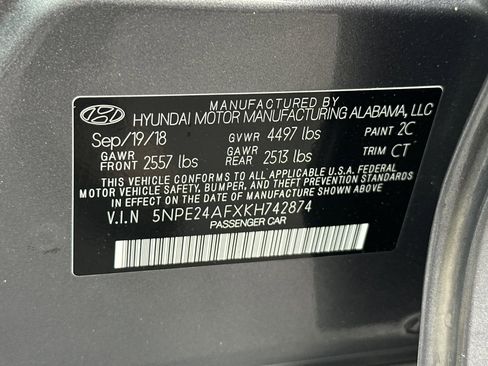 MANUFACTURED BY
HYUNDAI MOTOR MANUFACTURING ALABAMA, LLC
Sep/19/18 GVWR 4497 lbs PAINT 2C
GAWR FRONT 2557 lbs GAWR REAR 2513 lbs TRIM CT
THIS VEHICLE CONFORMS TO ALL APPLICABLE U.S.A FEDERAL
MOTOR VEHICLE SAFETY, BUMPER, AND THEFT PREVENTION STANDARDS
IN EFFECT ON THE DATE OF MANUFACTURE SHOWN ABOVE.
V.I.N 5NPE24AFXKH742874
PASSENGER CAR